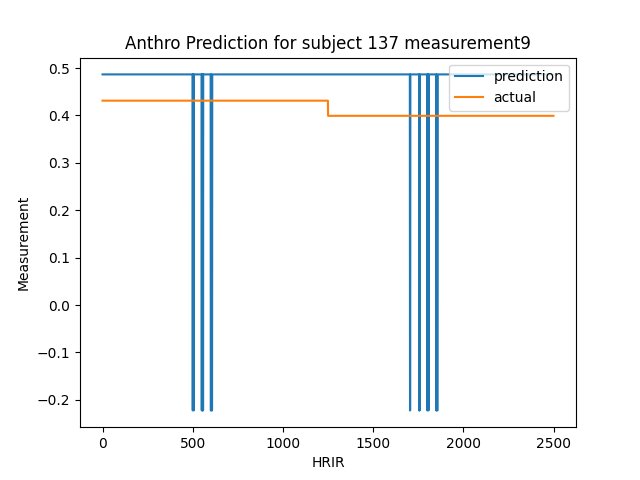 Anthro Prediction for subject 137 measurement9
prediction
actual
Measurement
0.5
0.4
0.3
0.2
0.1
0.0
−0.1
−0.2
0 500 1000 1500 2000 2500
HRIR